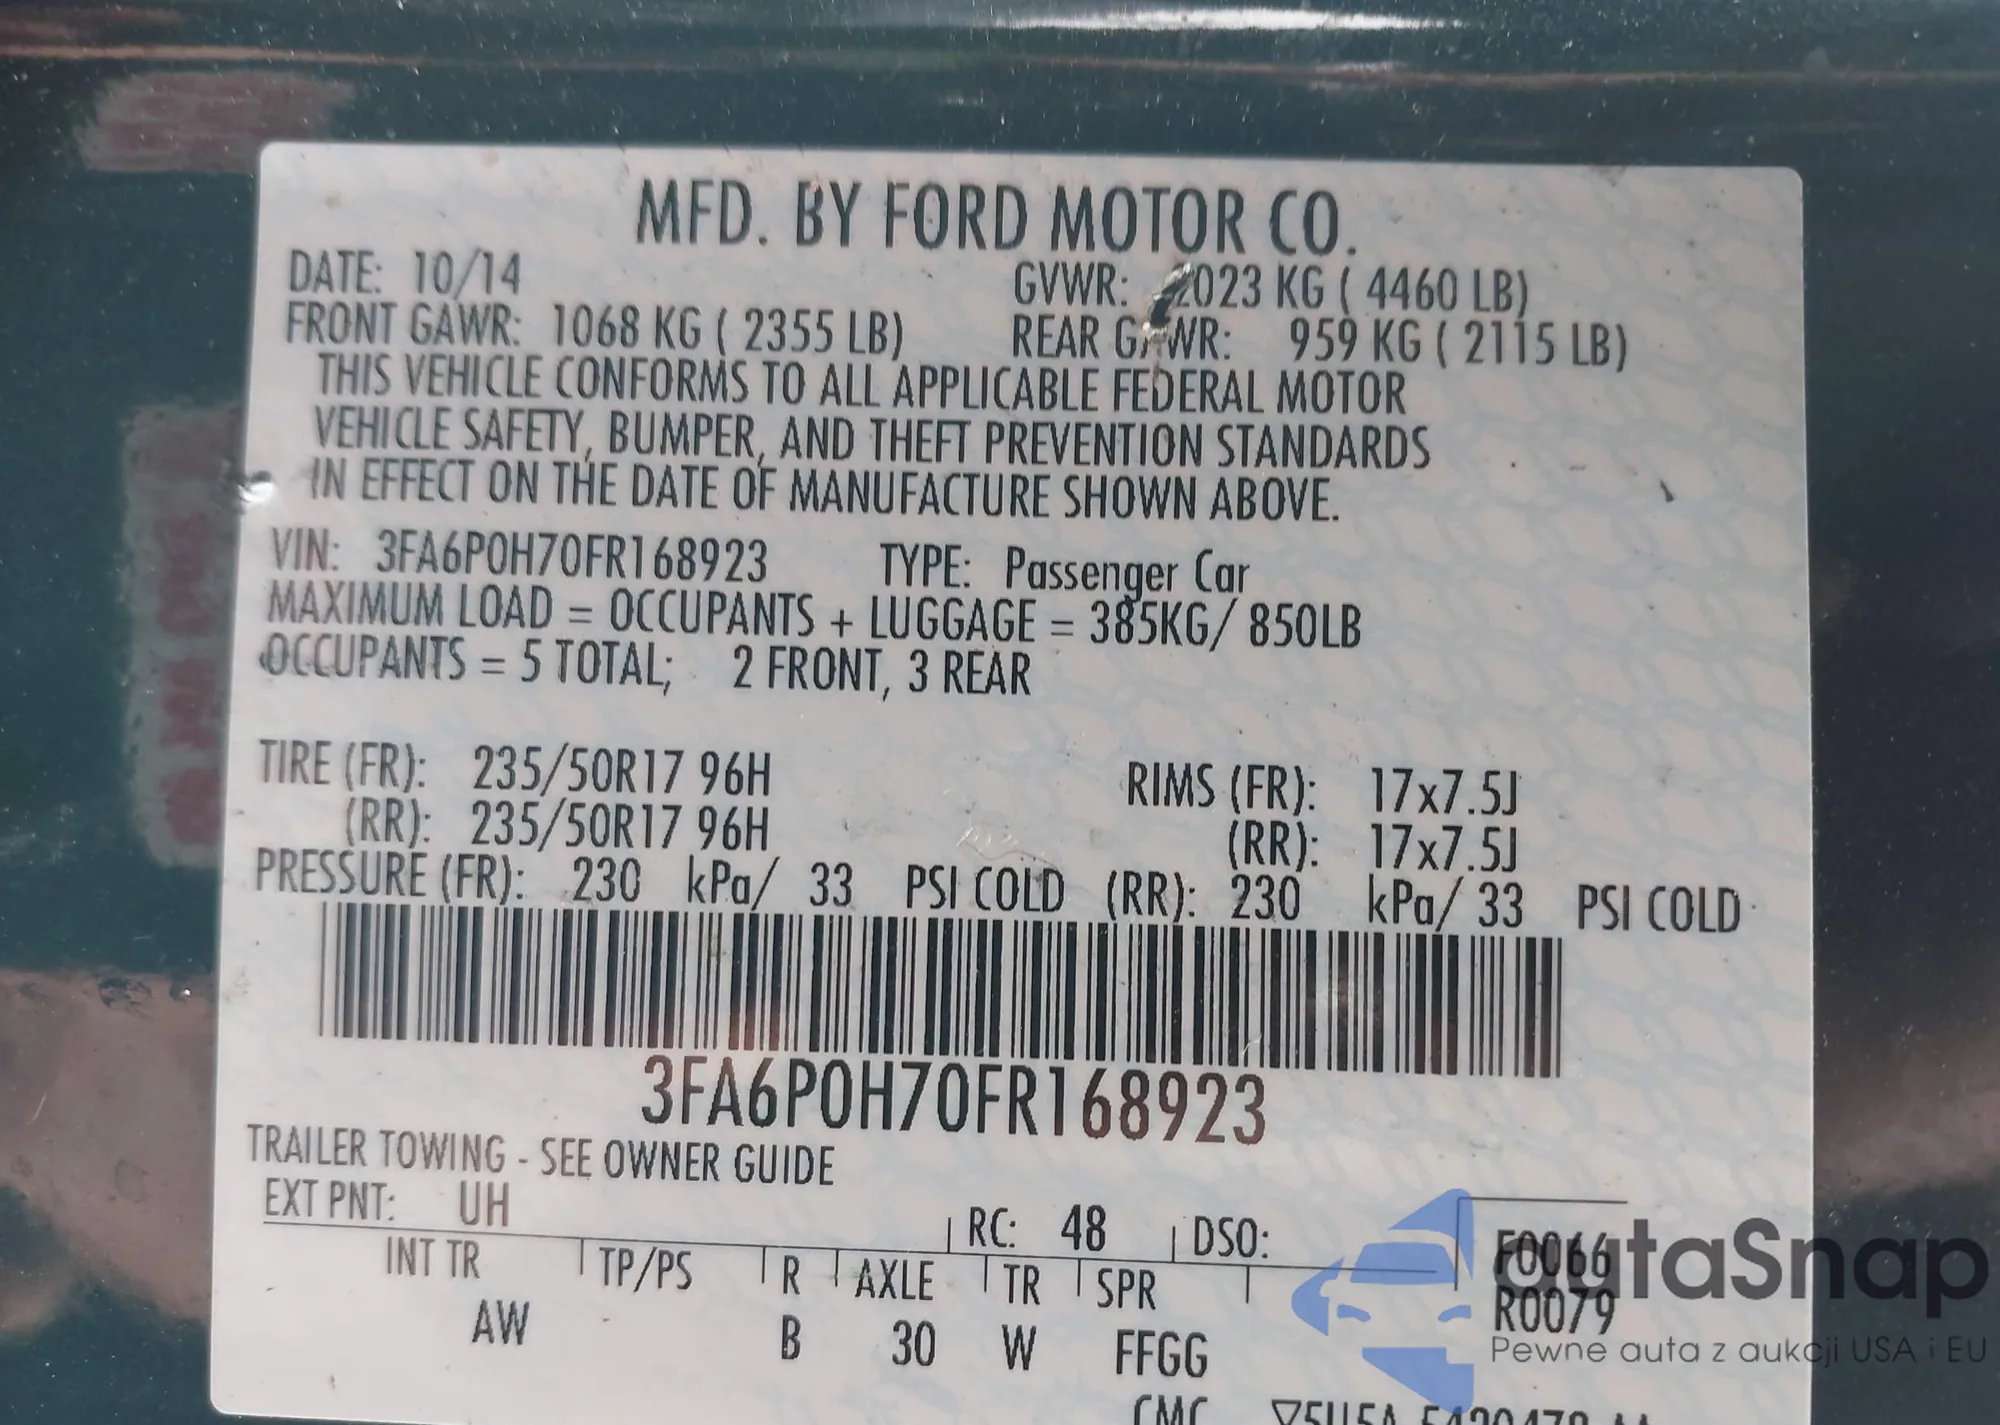 MFD. BY FORD MOTOR CO.
DATE: 10/14 GVWR: 2023 KG ( 4460 LB)
FRONT GAWR: 1068 KG ( 2355 LB) REAR GAWR: 959 KG ( 2115 LB)
THIS VEHICLE CONFORMS TO ALL APPLICABLE FEDERAL MOTOR
VEHICLE SAFETY, BUMPER, AND THEFT PREVENTION STANDARDS
IN EFFECT ON THE DATE OF MANUFACTURE SHOWN ABOVE.
VIN: 3FA6P0H70FR168923 TYPE: Passenger Car
MAXIMUM LOAD = OCCUPANTS + LUGGAGE = 385KG/ 850LB
OCCUPANTS = 5 TOTAL; 2 FRONT, 3 REAR
TIRE (FR): 235/50R17 96H RIMS (FR): 17x7.5J
(RR): 235/50R17 96H (RR): 17x7.5J
PRESSURE (FR): 230 kPa/ 33 PSI COLD (RR): 230 kPa/ 33 PSI COLD
3FA6P0H70FR168923
TRAILER TOWING - SEE OWNER GUIDE
EXT PNT: UH RC: 48 DSO: F0066
INT TR TP/PS R AXLE TR SPR R0079
AW B 30 W FFGG
autaSnap
Pewne auta z aukcji USA i EU